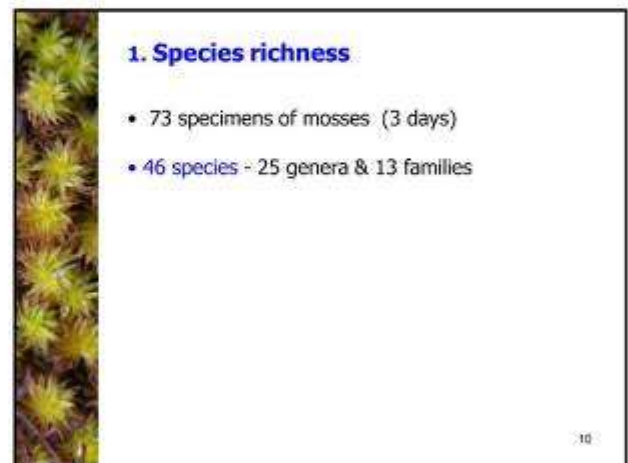 1. Species richness
• 73 specimens of mosses (3 days)
• 46 species - 25 genera & 13 families
10